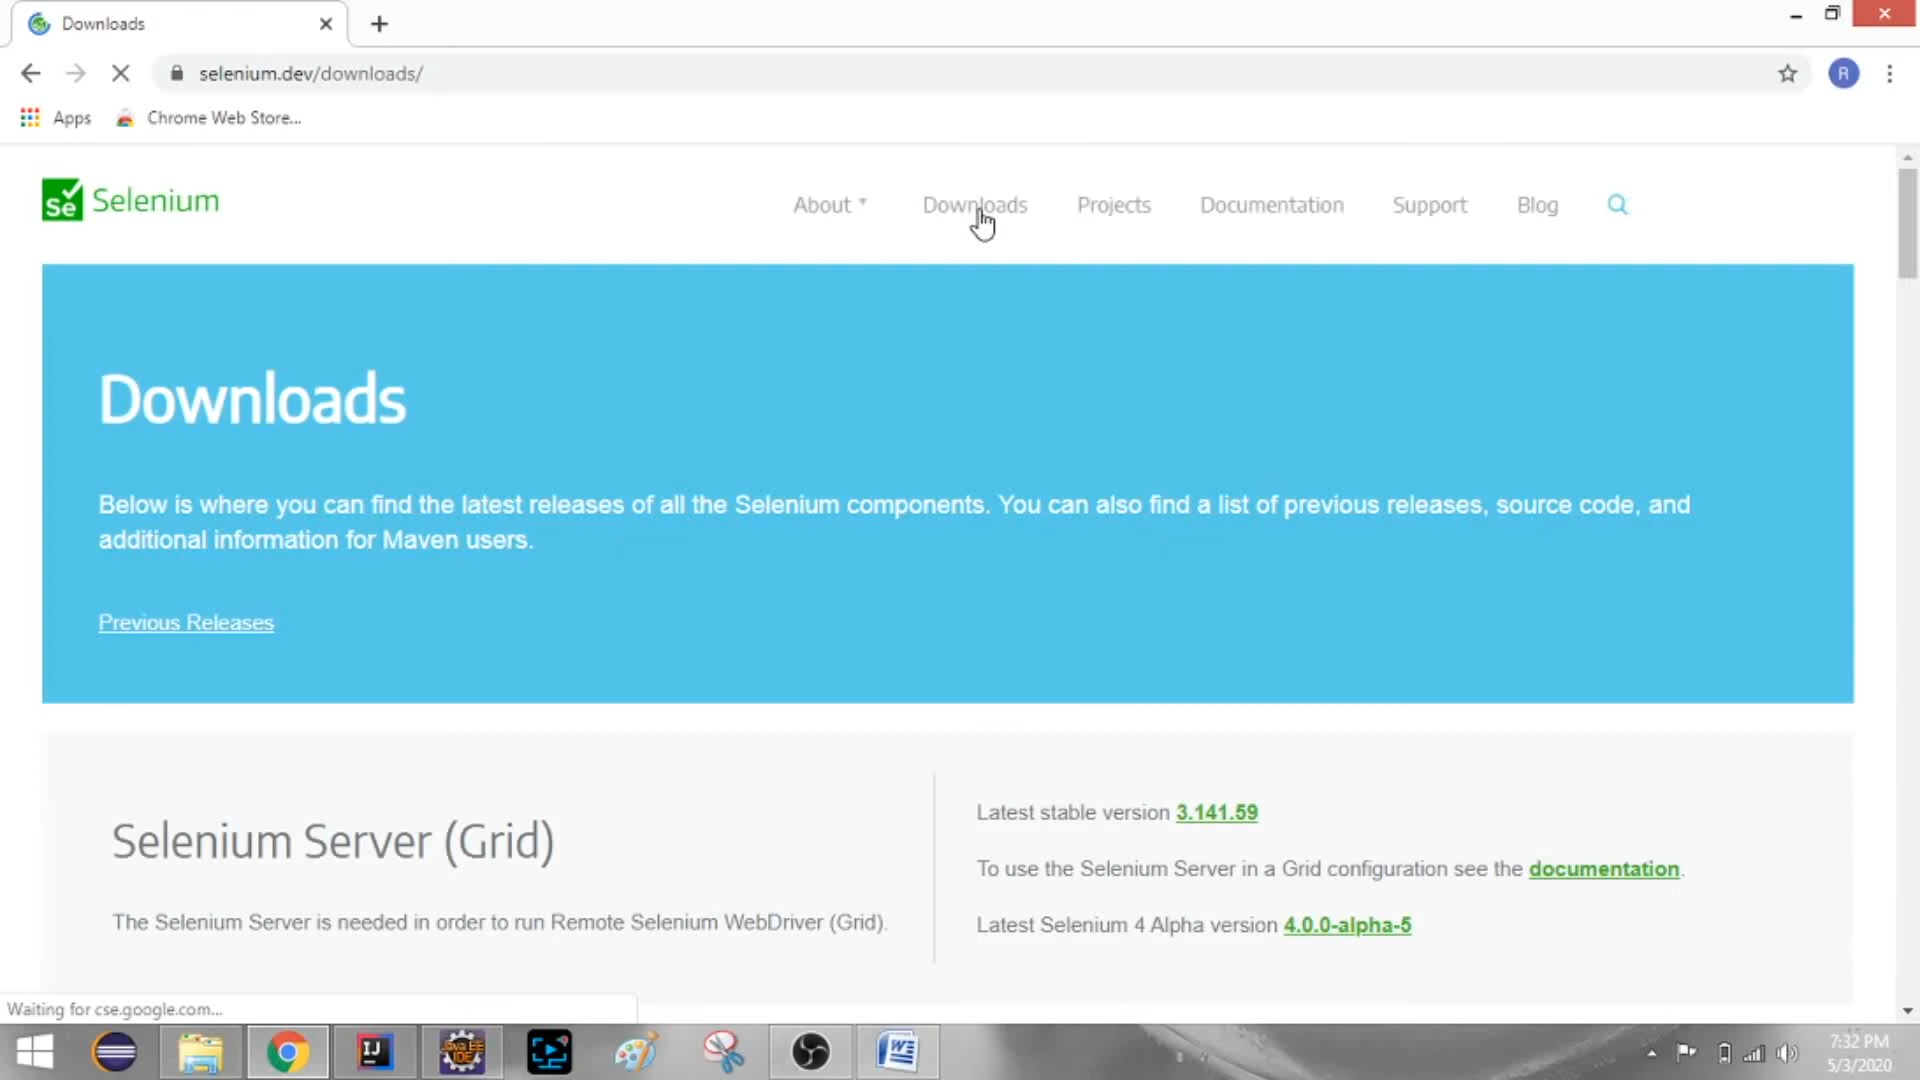 Downloads
selenium.dev/downloads/
R
Apps
Chrome Web Store...
Se Selenium
About
Downloads
Projects
Documentation
Support
Blog
Downloads
Below is where you can find the latest releases of all the Selenium components. You can also find a list of previous releases, source code, and
additional information for Maven users.
Previous Releases
Selenium Server (Grid)
The Selenium Server is needed in order to run Remote Selenium WebDriver (Grid).
Latest stable version 3.141.59
To use the Selenium Server in a Grid configuration see the documentation.
Latest Selenium 4 Alpha version 4.0.0-alpha-5
Waiting for cse.google.com...
IJ
Java EE
IDE
W
7:32 PM
5/3/2020